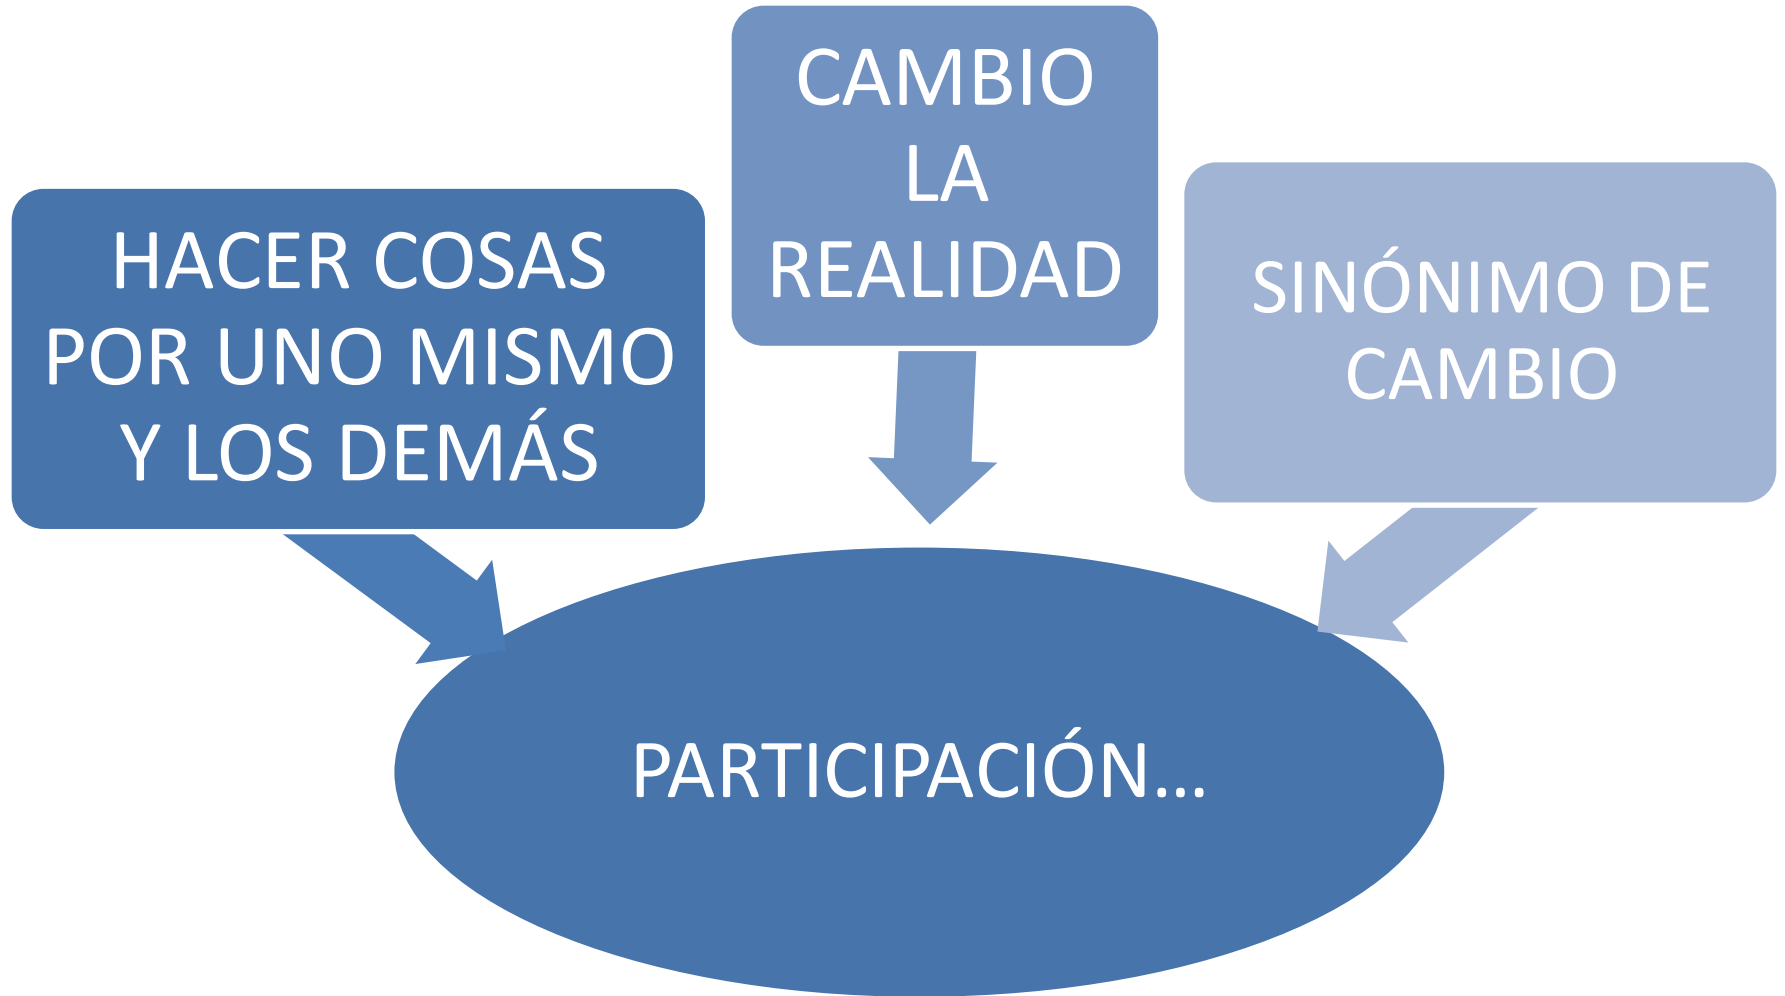 HACER COSAS
POR UNO MISMO
Y LOS DEMÁS
CAMBIO
LA
REALIDAD
SINÓNIMO DE
CAMBIO
PARTICIPACIÓN…